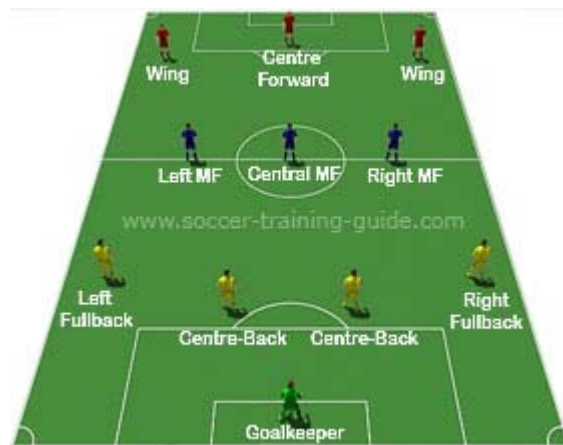 Centre
Forward
Wing
Wing
Left MF
Central MF
Right MF
www.soccer-training-guide.com
Left
Fullback
Right
Fullback
Centre-Back
Centre-Back
Goalkeeper